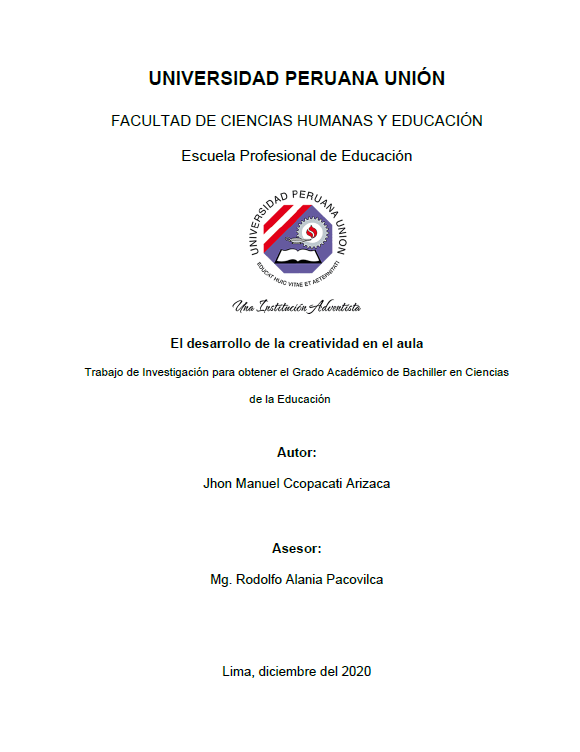 UNIVERSIDAD PERUANA UNIÓN
FACULTAD DE CIENCIAS HUMANAS Y EDUCACIÓN
Escuela Profesional de Educación
UNIVERSIDAD PERUANA UNION
EDUCAT HUIC VITAE ET AETERNITATI
Una Institución Adventista
El desarrollo de la creatividad en el aula
Trabajo de Investigación para obtener el Grado Académico de Bachiller en Ciencias
de la Educación
Autor:
Jhon Manuel Ccopacati Arizaca
Asesor:
Mg. Rodolfo Alania Pacovilca
Lima, diciembre del 2020